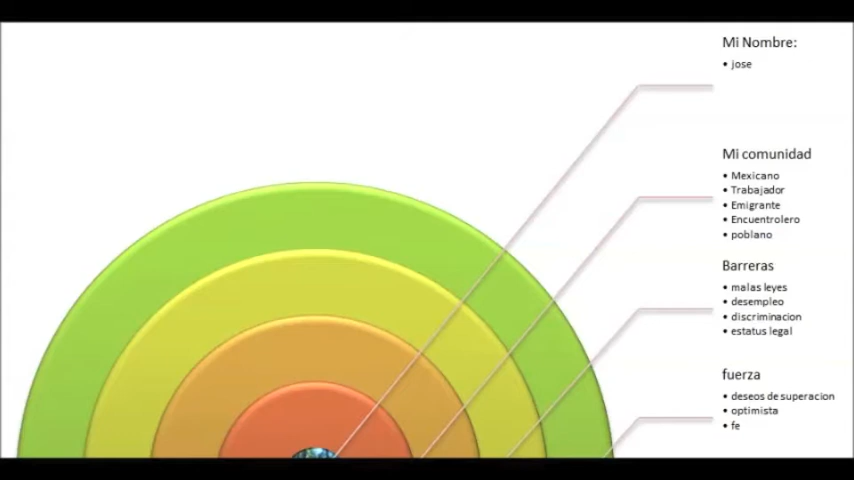 Mi Nombre:
• jose
Mi comunidad
• Mexicano
• Trabajador
• Emigrante
• Encuentrolero
• poblano
Barreras
• malas leyes
• desempleo
• discriminacion
• estatus legal
fuerza
• deseos de superacion
• optimista
• fe